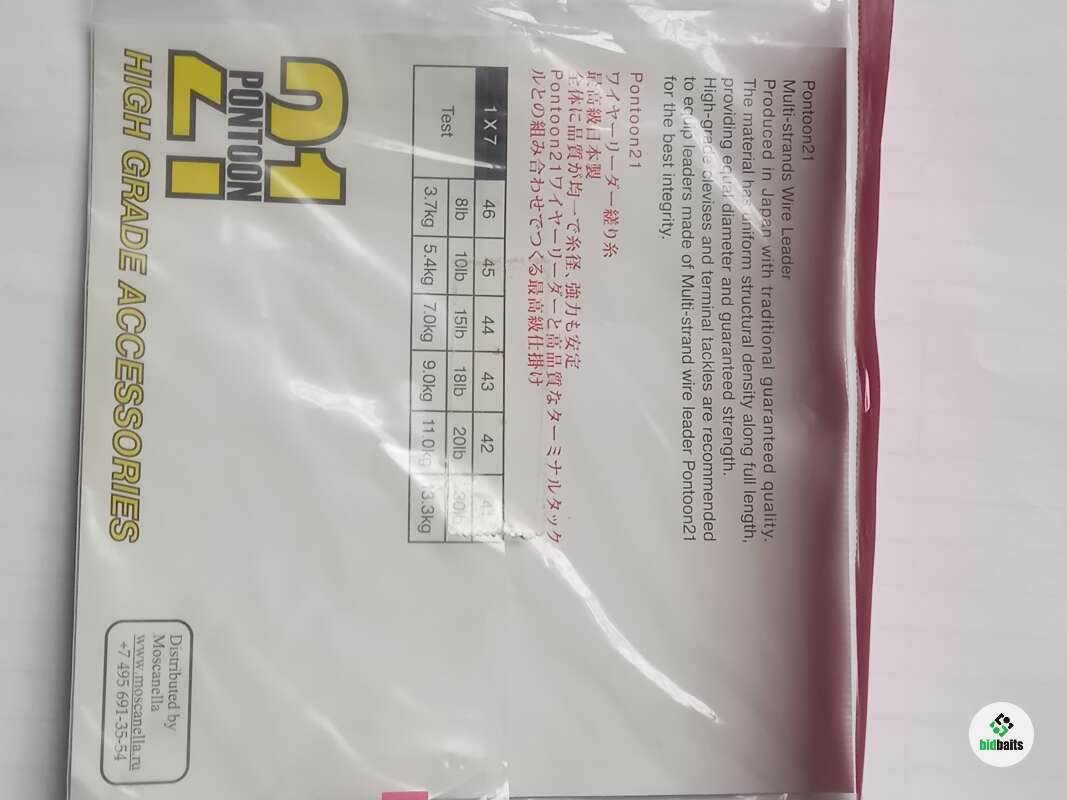 Pontoon21
Multi-strands Wire Leader
Produced in Japan with traditional guaranteed quality.
The material has uniform structural density along full length,
providing equal diameter and guaranteed strength.
High-grade clevises and terminal tackles are recommended
to equip leaders made of Multi-strand wire leader Pontoon21
for the best integrity.
Pontoon21
ワイヤーリーダー縒り糸
最高級日本製
全体に品質が均一で糸径、強力も安定
Pontoon21ワイヤーリーダーと高品質なターミナルタック
ルとの組み合わせでつくる最高級仕掛け
1X7 46 45 44 43 42
Test 8lb 10lb 15lb 18lb 20lb 30lb
3.7kg 5.4kg 7.0kg 9.0kg 11.0kg 13.3kg
21
PONTOON
21
HIGH GRADE ACCESSORIES
Distributed by
Moscanella
www.moscanella.ru
+7 495 691-35-54
bidbaits